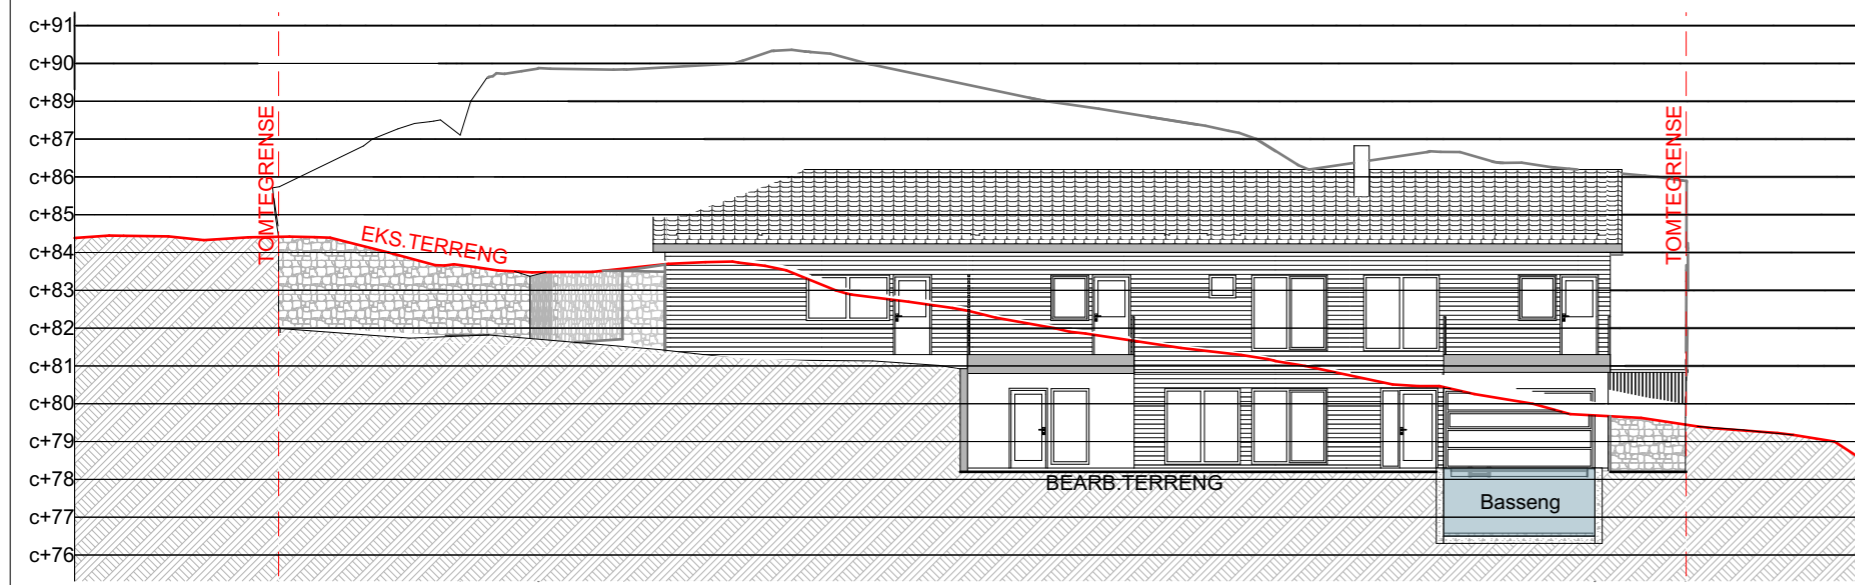 c+91
c+90
c+89
c+87
c+86
c+85
c+84
c+83
c+82
c+81
c+80
c+79
c+78
c+77
c+76
TOMTEGRENSE
EKS.TERRENG
TOMTEGRENSE
BEARB.TERRENG
Basseng